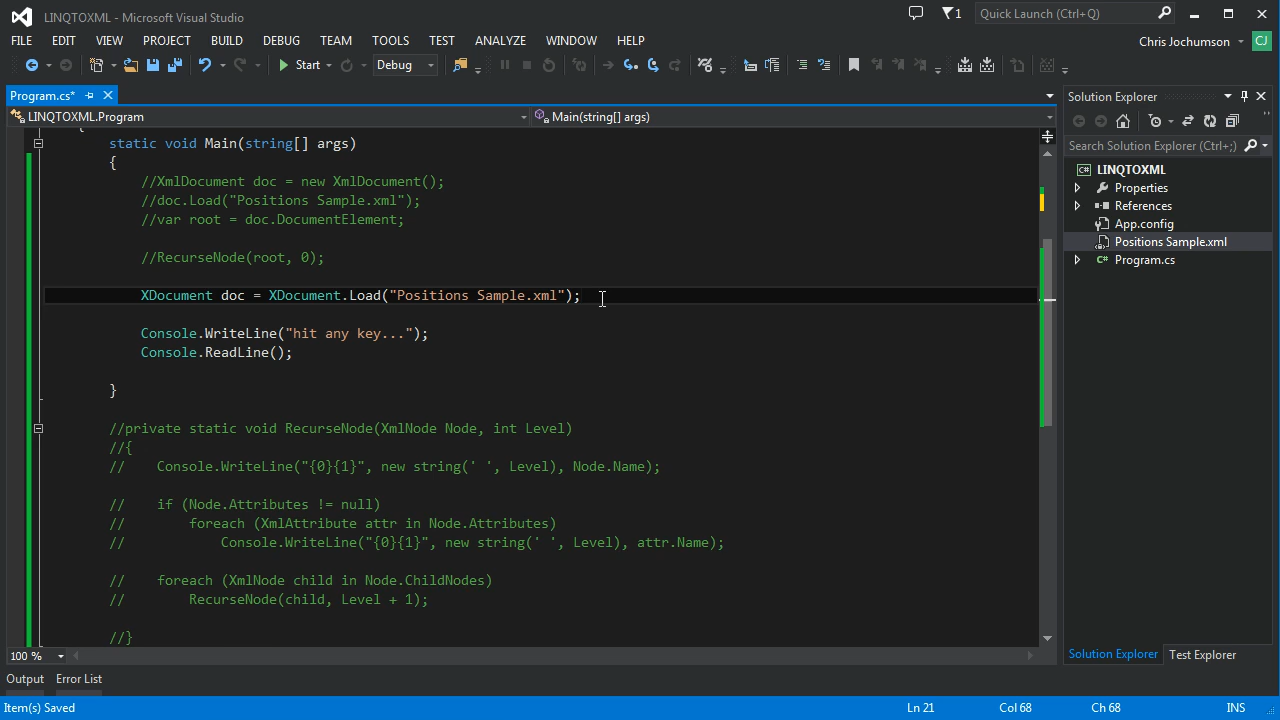 LINQTOXML - Microsoft Visual Studio
1
Quick Launch (Ctrl+Q)
FILE EDIT VIEW PROJECT BUILD DEBUG TEAM TOOLS TEST ANALYZE WINDOW HELP
Chris Jochumson
CJ
Start
Debug
Program.cs*
LINQTOXML.Program
Main(string[] args)
{
static void Main(string[] args)
{
//XmlDocument doc = new XmlDocument();
//doc.Load("Positions Sample.xml");
//var root = doc.DocumentElement;
//RecurseNode(root, 0);
XDocument doc = XDocument.Load("Positions Sample.xml");
Console.WriteLine("hit any key...");
Console.ReadLine();
}
//private static void RecurseNode(XmlNode Node, int Level)
//{
//    Console.WriteLine("{0}{1}", new string(' ', Level), Node.Name);
//    if (Node.Attributes != null)
//        foreach (XmlAttribute attr in Node.Attributes)
//            Console.WriteLine("{0}{1}", new string(' ', Level), attr.Name);
//    foreach (XmlNode child in Node.ChildNodes)
//        RecurseNode(child, Level + 1);
//}
100 %
Solution Explorer
Search Solution Explorer (Ctrl+;)
C# LINQTOXML
Properties
References
App.config
Positions Sample.xml
C# Program.cs
Solution Explorer Test Explorer
Output Error List
Item(s) Saved Ln 21 Col 68 Ch 68 INS